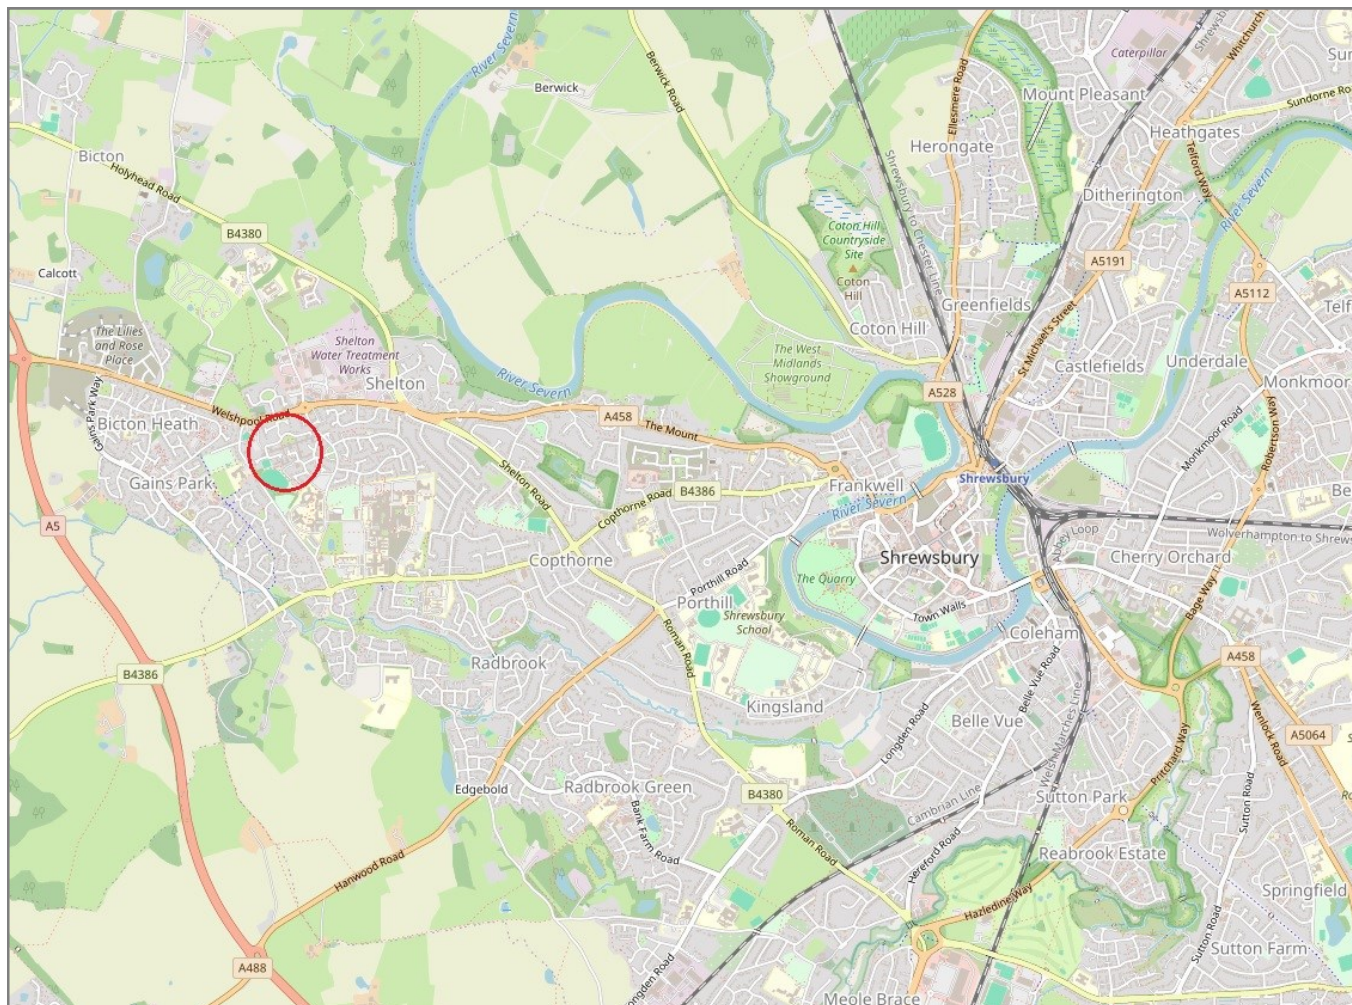 River Severn
Berwick
Berwick Road
Ellesmere Road
Caterpillar
Whitchurch
Mount Pleasant
Sundorne Ro
Heathgates
Herongate
Telford Way
Bicton
Holyhead Road
Shrewsbury to Chester Line
Ditherington
River Severn
B4380
Coton Hill
Countryside
Site
Coton
Hill
A5191
Calcott
A5112
Greenfields
Telf
St Michael's Street
Coton Hill
The Lilies
and Rose
Place
Shelton
Water Treatment
Works
The West
Midlands
Showground
Underdale
Castlefields
Monkmoor
River Severn
Shelton
Gains Park Way
Welshpool Road
A458
The Mount
A528
Bicton Heath
Monkmoor Road
Robertson Way
Gains Park
Shelton Road
Copthorne Road
B4386
Frankwell
Shrewsbury
River Severn
Be
A5
Abbey Loop
Wolverhampton to Shrews
Copthorne
Shrewsbury
Cherry Orchard
Porthill Road
The Quarry
Bage Way
Porthill
Shrewsbury
School
Town Walls
Coleham
Roman Road
Radbrook
A458
B4386
Belle Vue Road
Kingsland
Longden Road
Belle Vue
Welsh Marches Line
Wenlock Road
A5064
Pritchard Way
Edgebold
Radbrook Green
B4380
Sutton Park
Cambrian Line
Sutton Road
Bank Farm Road
Roman Road
Hereford Road
Reabrook Estate
Hanwood Road
Springfield
Hazledine Way
Sutton Road
Sutton Farm
A488
ongden Road
Meole Brace